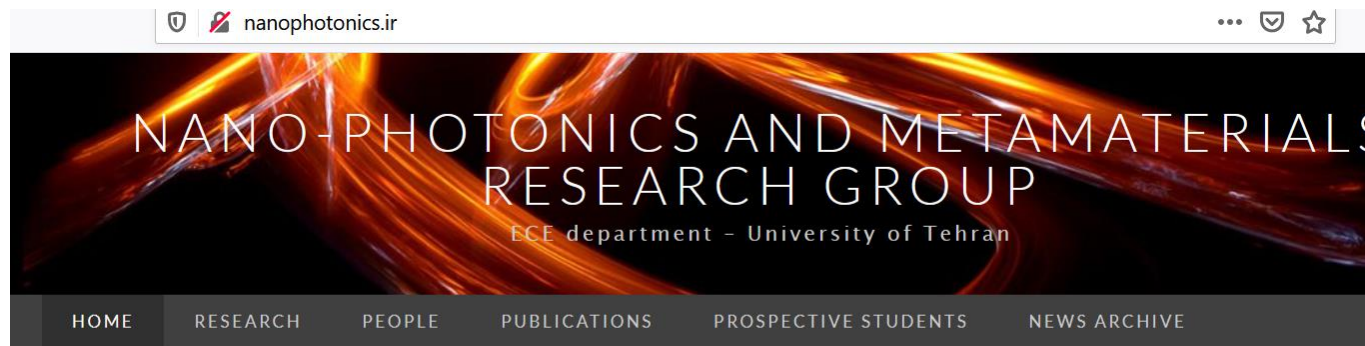 nanophotonics.ir
NANO-PHOTONICS AND METAMATERIALS
RESEARCH GROUP
ECE department – University of Tehran
HOME RESEARCH PEOPLE PUBLICATIONS PROSPECTIVE STUDENTS NEWS ARCHIVE